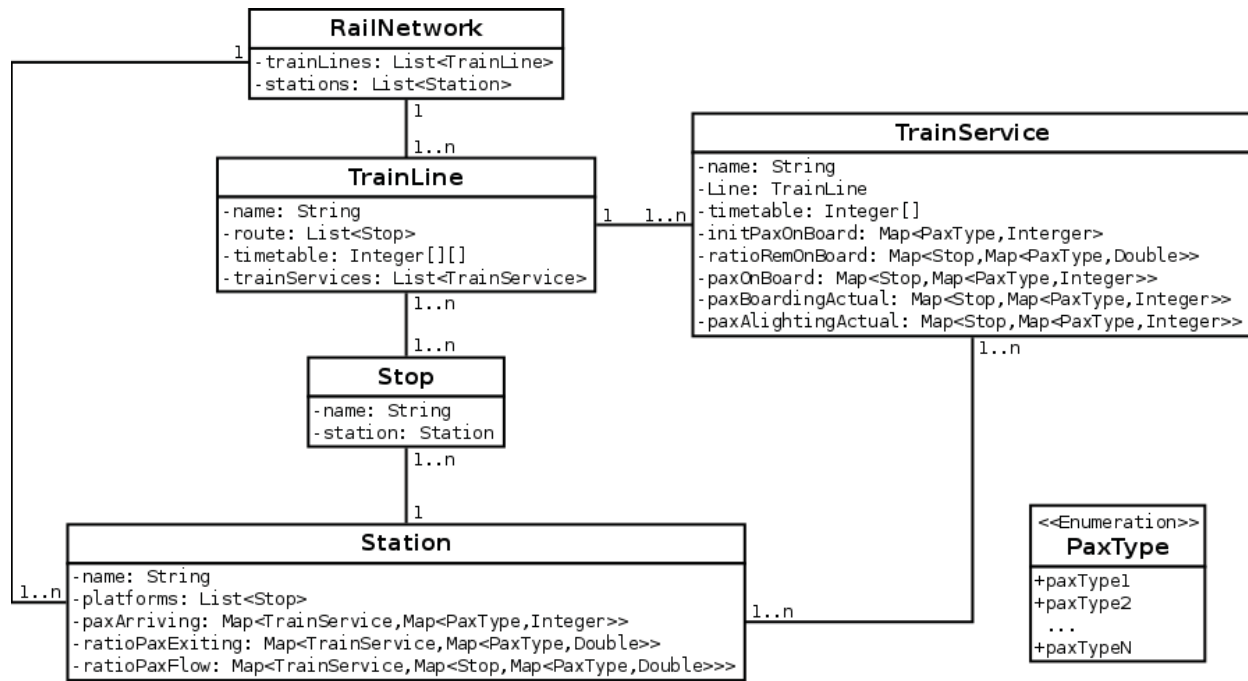 RailNetwork
-trainLines: List<TrainLine>
-stations: List<Station>
1
1
1..n
TrainLine
-name: String
-route: List<Stop>
-timetable: Integer[][]
-trainServices: List<TrainService>
1
1..n
TrainService
-name: String
-Line: TrainLine
-timetable: Integer[]
-initPaxOnBoard: Map<PaxType,Interger>
-ratioRemOnBoard: Map<Stop,Map<PaxType,Double>>
-paxOnBoard: Map<Stop,Map<PaxType,Integer>>
-paxBoardingActual: Map<Stop,Map<PaxType,Integer>>
-paxAlightingActual: Map<Stop,Map<PaxType,Integer>>
1..n
1..n
1..n
Stop
-name: String
-station: Station
1..n
1
Station
-name: String
-platforms: List<Stop>
-paxArriving: Map<TrainService,Map<PaxType,Integer>>
-ratioPaxExiting: Map<TrainService,Map<PaxType,Double>>
-ratioPaxFlow: Map<TrainService,Map<Stop,Map<PaxType,Double>>>
1..n
1..n
<<Enumeration>>
PaxType
+paxType1
+paxType2
...
+paxTypeN